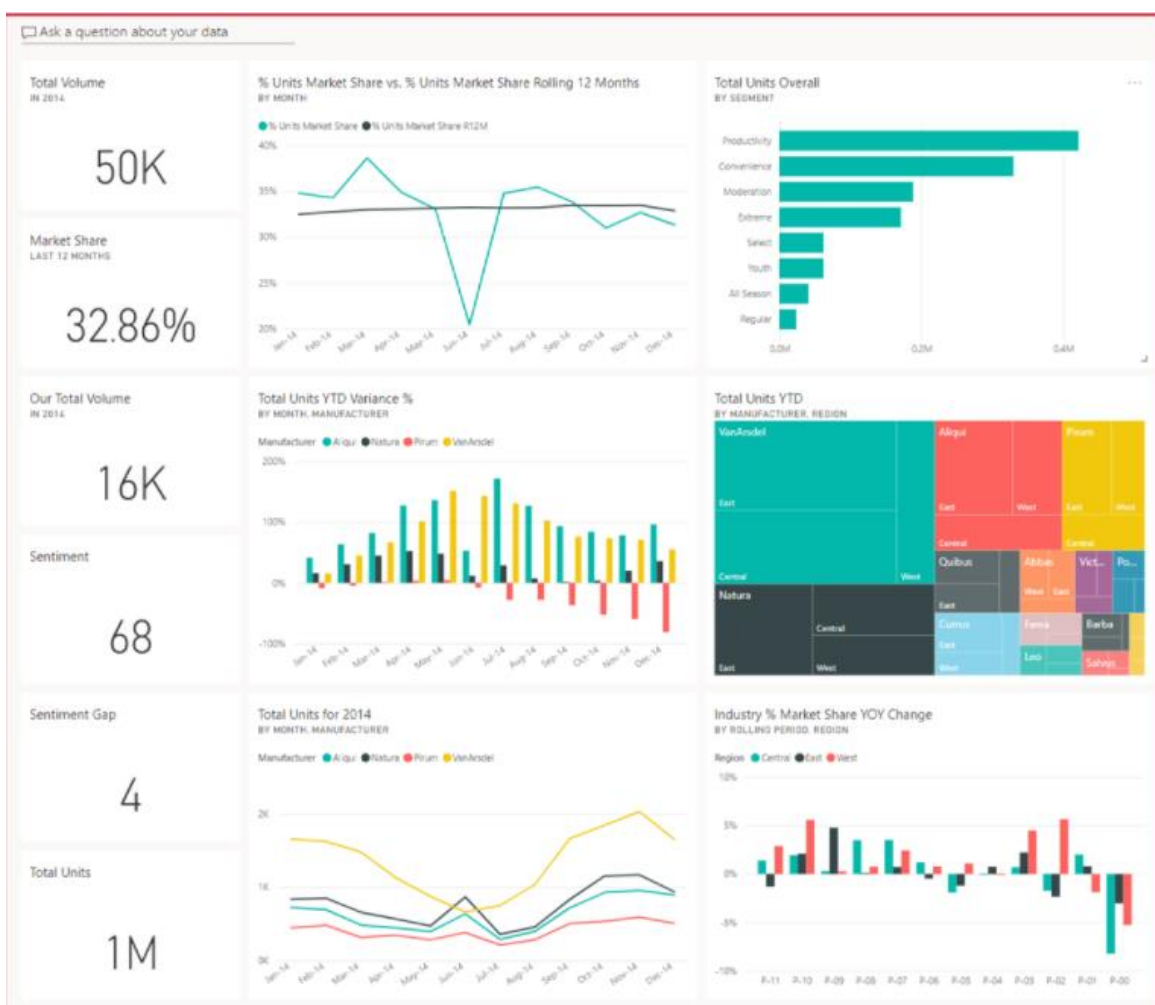 Ask a question about your data
Total Volume
IN 2014
50K
Market Share
LAST 12 MONTHS
32.86%
Our Total Volume
IN 2014
16K
Sentiment
68
Sentiment Gap
4
Total Units
1M
% Units Market Share vs. % Units Market Share Rolling 12 Months
BY MONTH
% Units Market Share % Units Market Share R12M
40%
35%
30%
25%
20%
Jan-14 Feb-14 Mar-14 Apr-14 May-14 Jun-14 Jul-14 Aug-14 Sep-14 Oct-14 Nov-14 Dec-14
Total Units Overall
BY SEGMENT
Productivity
Convenience
Moderation
Extreme
Select
Youth
All Season
Regular
0.0M 0.2M 0.4M
Total Units YTD Variance %
BY MONTH, MANUFACTURER
Manufacturer Aliqui Natura Pirum VanArsdel
200%
100%
0%
-100%
Jan-14 Feb-14 Mar-14 Apr-14 May-14 Jun-14 Jul-14 Aug-14 Sep-14 Oct-14 Nov-14 Dec-14
Total Units YTD
BY MANUFACTURER, REGION
VanArsdel Aliqui Pirum
East East West East West
Central Central
Quibus Abbas Vict... Po...
Central West West East
East
Natura Currus Fama Barba
Central East
Leo Salvus
East West West
Total Units for 2014
BY MONTH, MANUFACTURER
Manufacturer Aliqui Natura Pirum VanArsdel
2K
1K
0K
Jan-14 Feb-14 Mar-14 Apr-14 May-14 Jun-14 Jul-14 Aug-14 Sep-14 Oct-14 Nov-14 Dec-14
Industry % Market Share YOY Change
BY ROLLING PERIOD, REGION
Region Central East West
10%
5%
0%
-5%
-10%
P-11 P-10 P-09 P-08 P-07 P-06 P-05 P-04 P-03 P-02 P-01 P-00